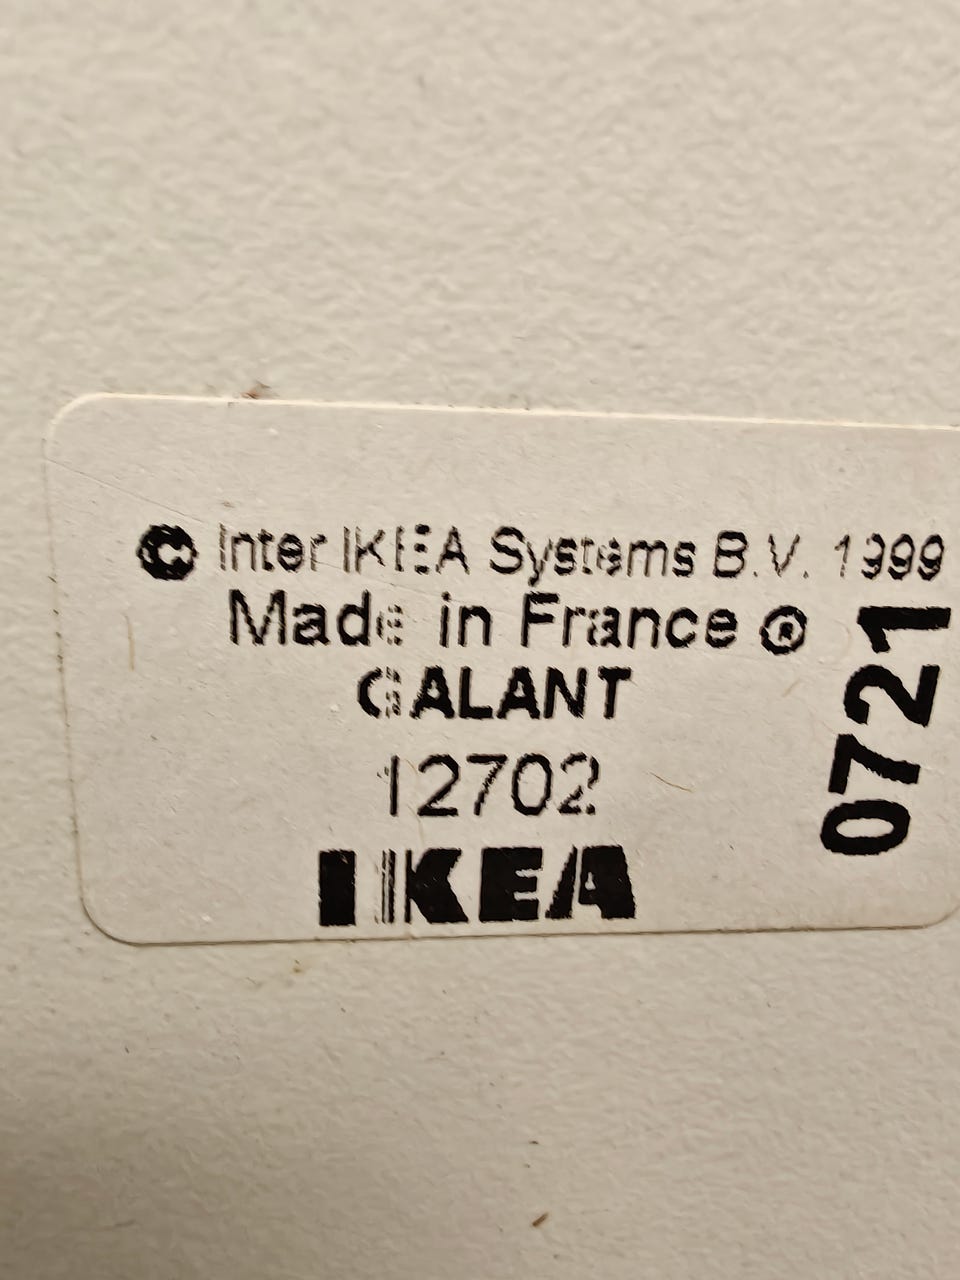 © Inter IKEA Systems B.V. 1999
Made in France ®
GALANT
12702
IKEA
0721